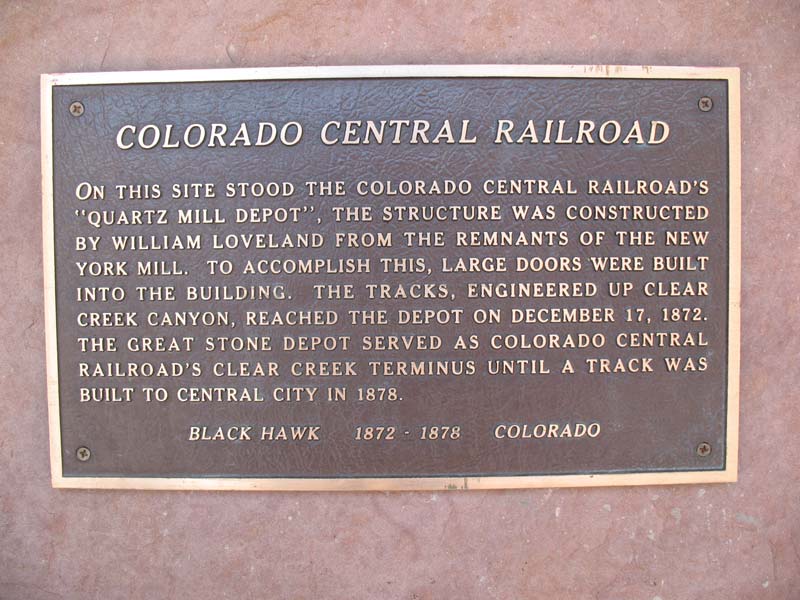 COLORADO CENTRAL RAILROAD
ON THIS SITE STOOD THE COLORADO CENTRAL RAILROAD'S
"QUARTZ MILL DEPOT", THE STRUCTURE WAS CONSTRUCTED
BY WILLIAM LOVELAND FROM THE REMNANTS OF THE NEW
YORK MILL. TO ACCOMPLISH THIS, LARGE DOORS WERE BUILT
INTO THE BUILDING. THE TRACKS, ENGINEERED UP CLEAR
CREEK CANYON, REACHED THE DEPOT ON DECEMBER 17, 1872.
THE GREAT STONE DEPOT SERVED AS COLORADO CENTRAL
RAILROAD'S CLEAR CREEK TERMINUS UNTIL A TRACK WAS
BUILT TO CENTRAL CITY IN 1878.
BLACK HAWK 1872 - 1878 COLORADO